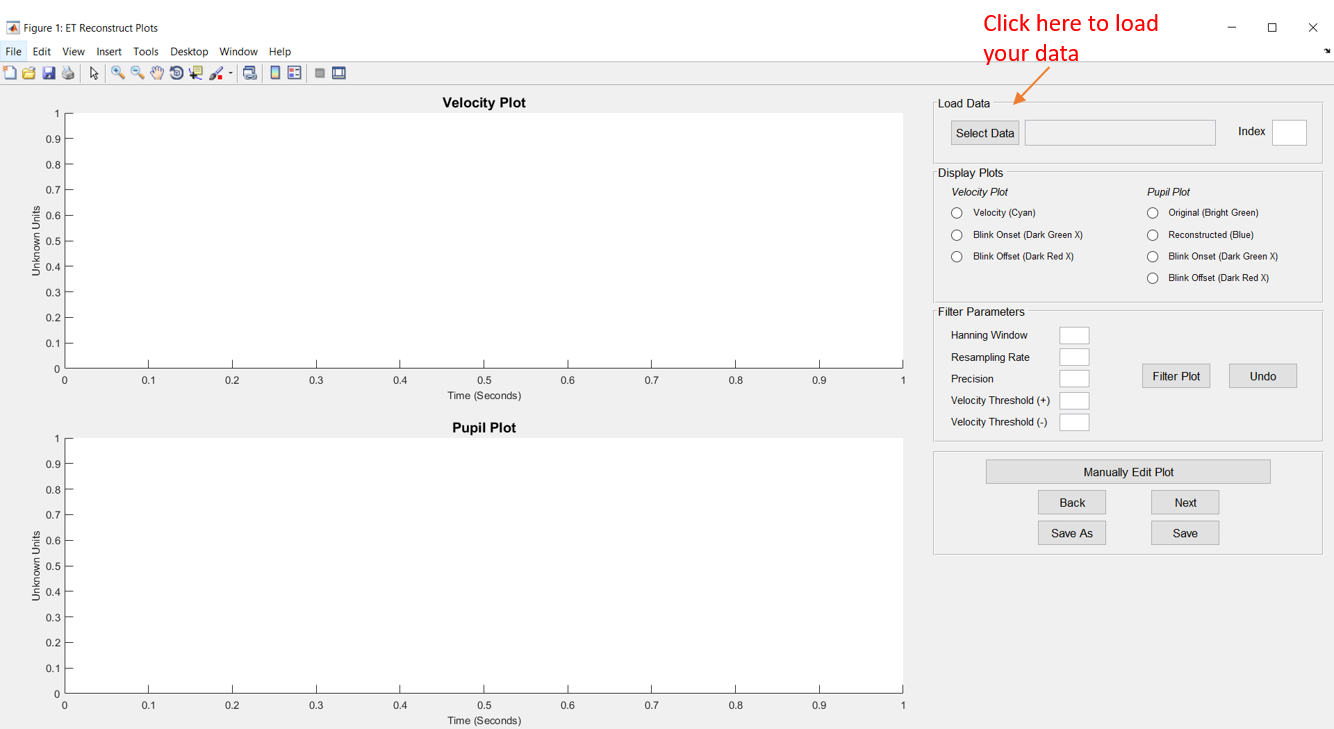 Figure 1: ET Reconstruct Plots
Click here to load
your data
File Edit View Insert Tools Desktop Window Help
Velocity Plot
1
0.9
0.8
0.7
0.6
0.5
0.4
0.3
0.2
0.1
0
Unknown Units
0 0.1 0.2 0.3 0.4 0.5 0.6 0.7 0.8 0.9 1
Time (Seconds)
Pupil Plot
1
0.9
0.8
0.7
0.6
0.5
0.4
0.3
0.2
0.1
0
Unknown Units
0 0.1 0.2 0.3 0.4 0.5 0.6 0.7 0.8 0.9 1
Time (Seconds)
Load Data
Select Data Index
Display Plots
Velocity Plot Pupil Plot
Velocity (Cyan) Original (Bright Green)
Blink Onset (Dark Green X) Reconstructed (Blue)
Blink Offset (Dark Red X) Blink Onset (Dark Green X)
Blink Offset (Dark Red X)
Filter Parameters
Hanning Window
Resampling Rate
Precision Filter Plot Undo
Velocity Threshold (+)
Velocity Threshold (-)
Manually Edit Plot
Back Next
Save As Save